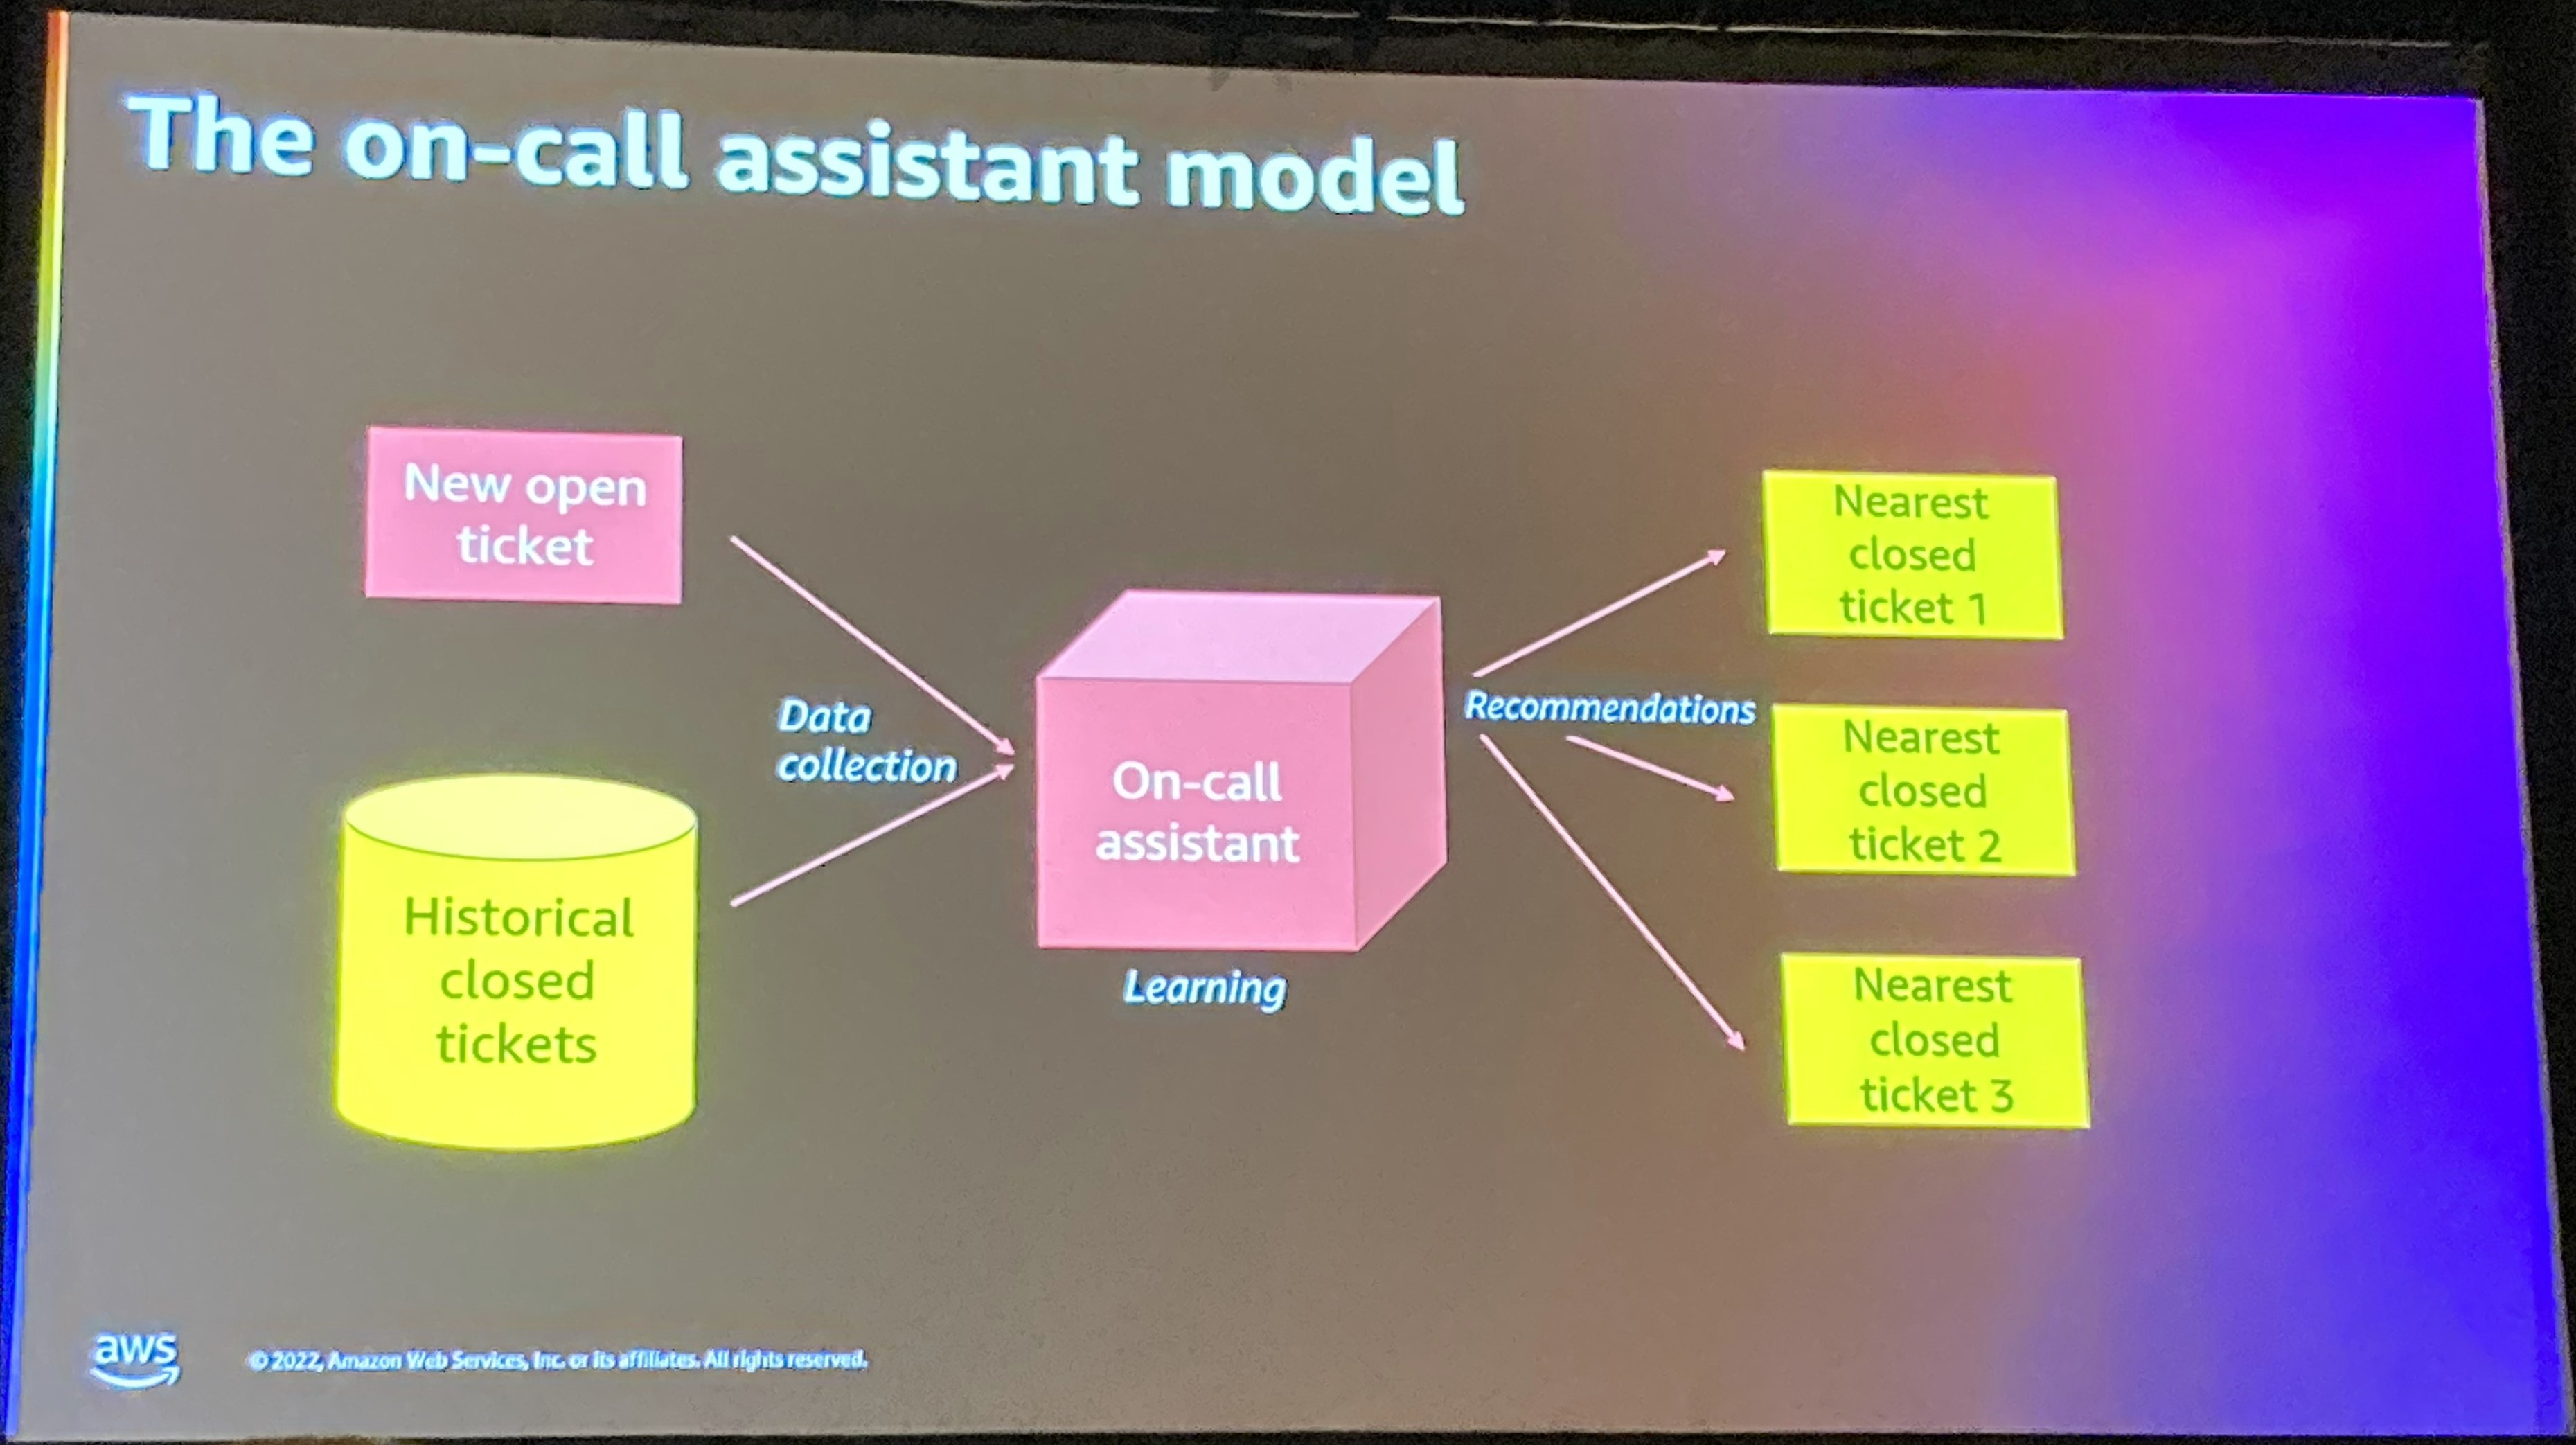 The on-call assistant model
New open
ticket
Historical
closed
tickets
Data
collection
On-call
assistant
Learning
Recommendations
Nearest
closed
ticket 1
Nearest
closed
ticket 2
Nearest
closed
ticket 3
aws
© 2022, Amazon Web Services, Inc. or its affiliates. All rights reserved.